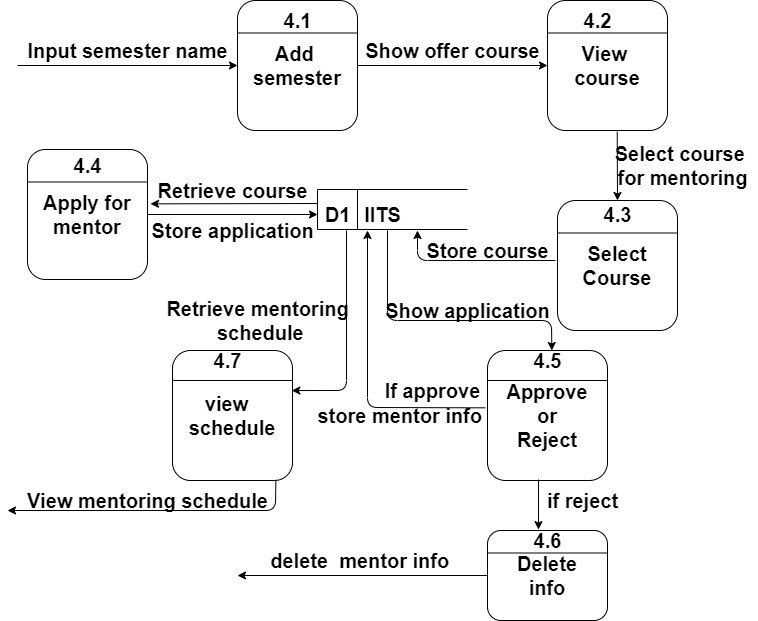 4.1
4.2
Input semester name
Add
semester
Show offer course
View
course
Select course
for mentoring
4.4
Apply for
mentor
Retrieve course
Store application
D1
IITS
4.3
Select
Course
Store course
Retrieve mentoring
schedule
Show application
4.7
view
schedule
If approve
store mentor info
4.5
Approve
or
Reject
View mentoring schedule
if reject
delete  mentor info
4.6
Delete
info